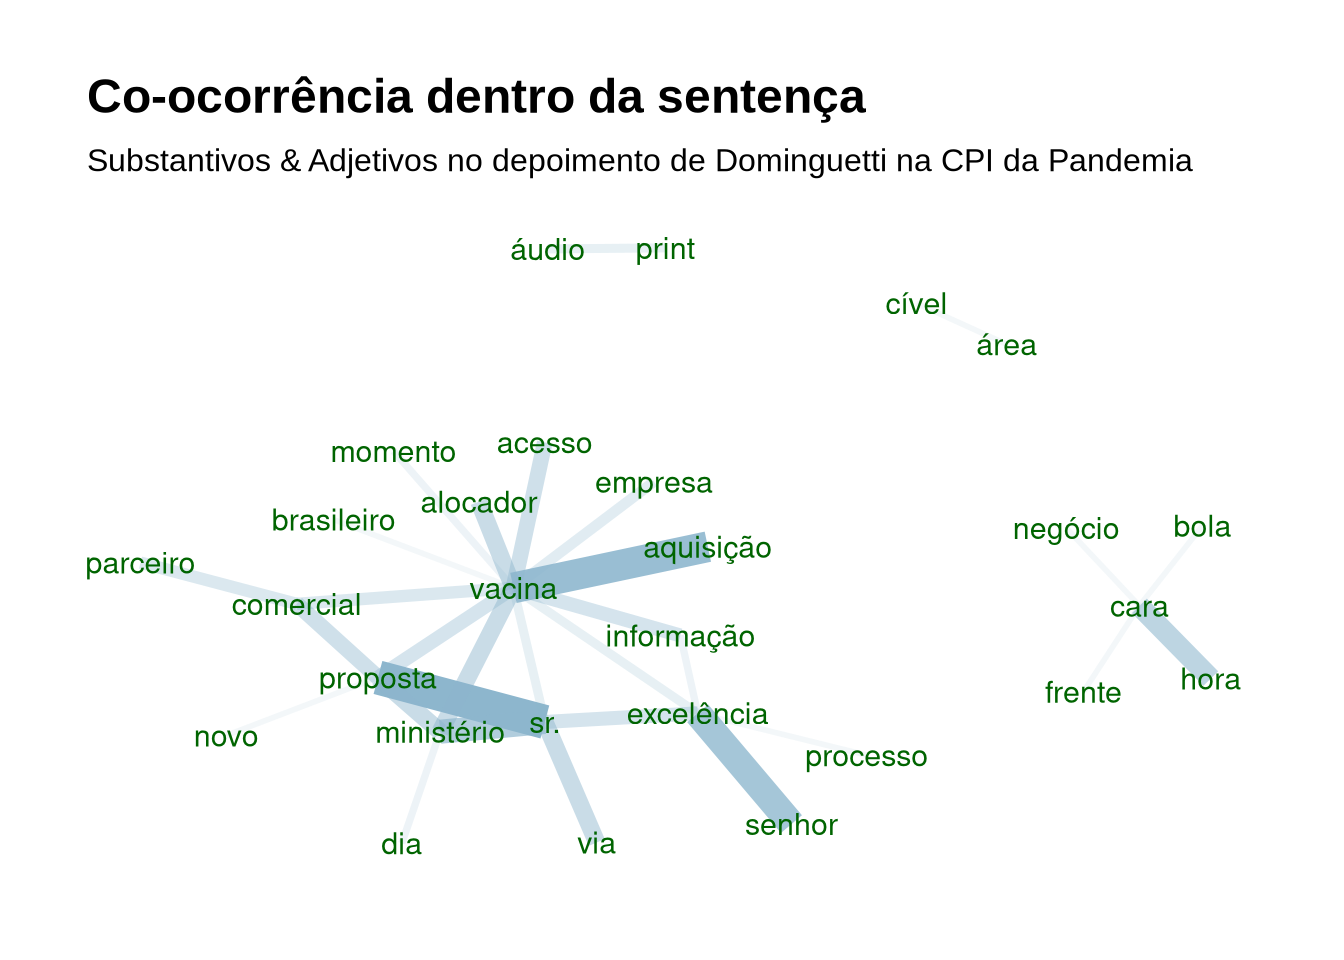 Co-ocorrência dentro da sentença
Substantivos & Adjetivos no depoimento de Dominguetti na CPI da Pandemia
áudio print
cível
área
momento acesso
empresa
alocador
brasileiro
negócio bola
aquisição
parceiro
vacina
comercial
cara
informação
proposta
hora
frente
excelência
sr.
ministério
novo
processo
senhor
dia
via